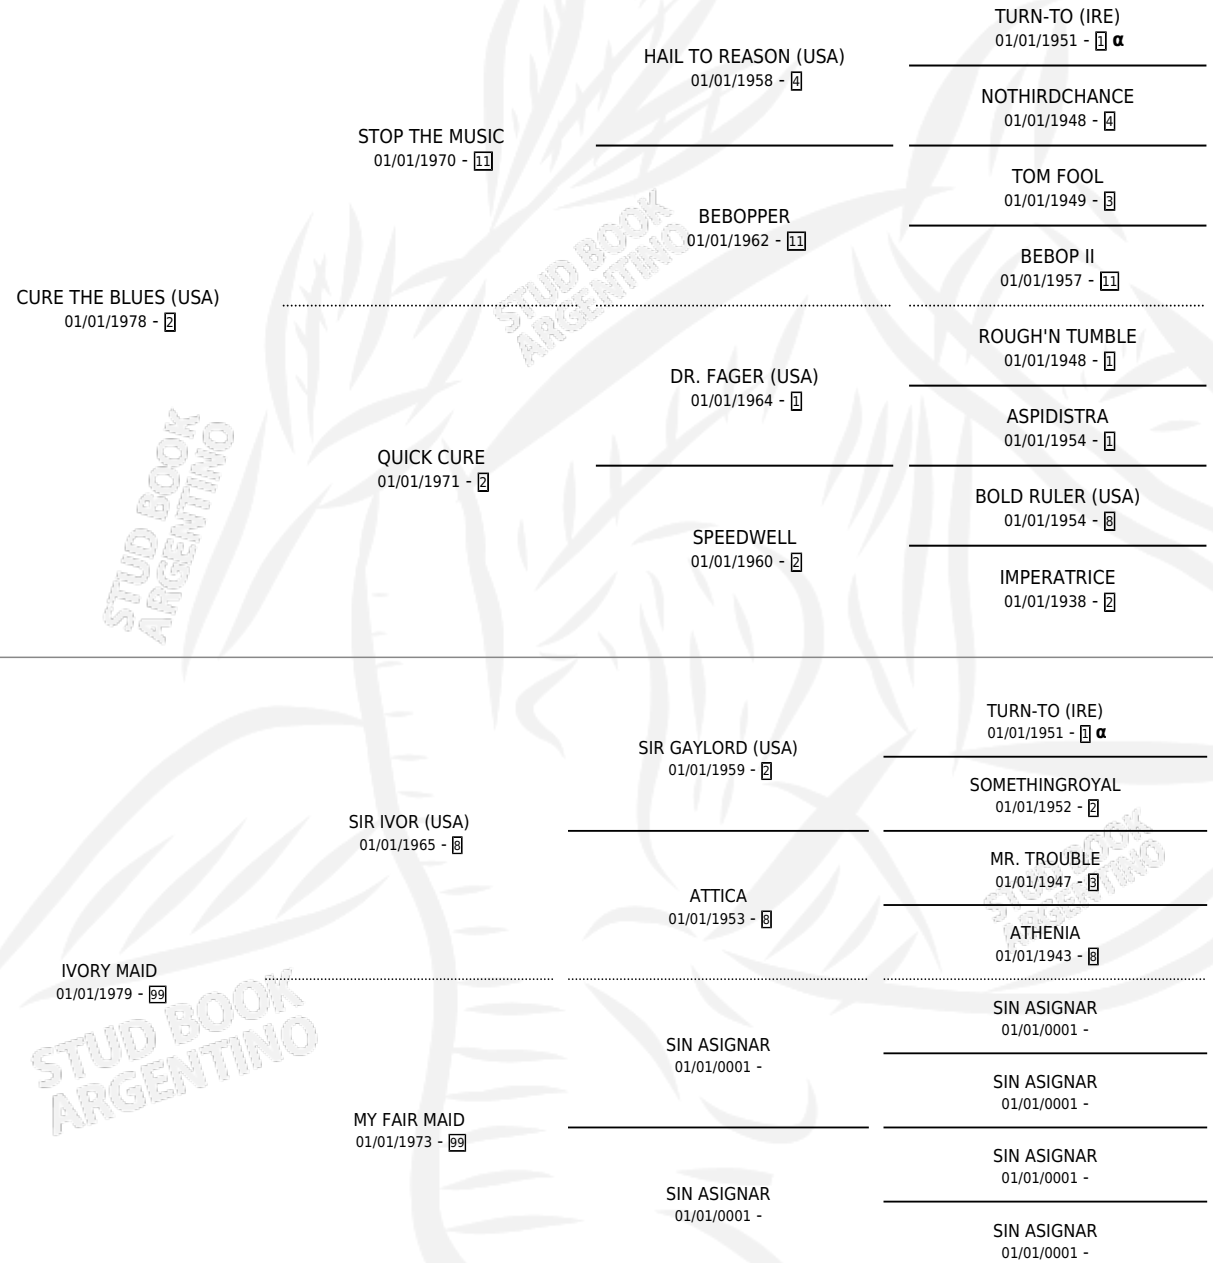 TURN-TO (IRE)
01/01/1951 - 1 α
HAIL TO REASON (USA)
01/01/1958 - 4
NOTHIRDCHANCE
01/01/1948 - 4
STOP THE MUSIC
01/01/1970 - 11
TOM FOOL
01/01/1949 - 3
BEBOPPER
01/01/1962 - 11
BEBOP II
01/01/1957 - 11
CURE THE BLUES (USA)
01/01/1978 - 2
ROUGH'N TUMBLE
01/01/1948 - 1
DR. FAGER (USA)
01/01/1964 - 1
ASPIDISTRA
01/01/1954 - 1
QUICK CURE
01/01/1971 - 2
BOLD RULER (USA)
01/01/1954 - 8
SPEEDWELL
01/01/1960 - 2
IMPERATRICE
01/01/1938 - 2
TURN-TO (IRE)
01/01/1951 - 1 α
SIR GAYLORD (USA)
01/01/1959 - 2
SOMETHINGROYAL
01/01/1952 - 2
SIR IVOR (USA)
01/01/1965 - 8
MR. TROUBLE
01/01/1947 - 3
ATTICA
01/01/1953 - 8
ATHENIA
01/01/1943 - 8
IVORY MAID
01/01/1979 - 99
SIN ASIGNAR
01/01/0001 -
SIN ASIGNAR
01/01/0001 -
SIN ASIGNAR
01/01/0001 -
MY FAIR MAID
01/01/1973 - 99
SIN ASIGNAR
01/01/0001 -
SIN ASIGNAR
01/01/0001 -
SIN ASIGNAR
01/01/0001 -
STUD BOOK
ARGENTINO
STUD BOOK
ARGENTINO
STUD BOOK
ARGENTINO
STUD BOOK
ARGENTINO